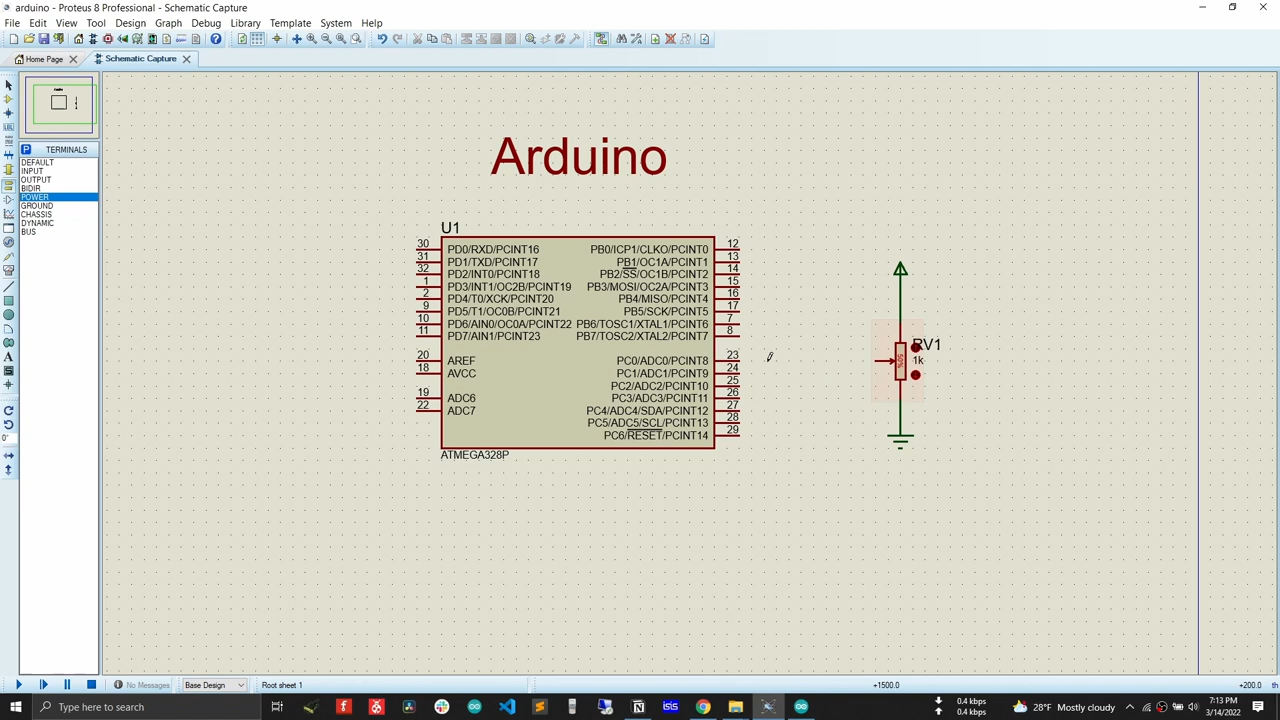 arduino - Proteus 8 Professional - Schematic Capture
File Edit View Tool Design Graph Debug Library Template System Help
Home Page Schematic Capture
P TERMINALS
DEFAULT
INPUT
OUTPUT
BIDIR
POWER
GROUND
CHASSIS
DYNAMIC
BUS
Arduino
U1
30 PD0/RXD/PCINT16 PB0/ICP1/CLKO/PCINT0 12
31 PD1/TXD/PCINT17 PB1/OC1A/PCINT1 13
32 PD2/INT0/PCINT18 PB2/SS/OC1B/PCINT2 14
1 PD3/INT1/OC2B/PCINT19 PB3/MOSI/OC2A/PCINT3 15
2 PD4/T0/XCK/PCINT20 PB4/MISO/PCINT4 16
9 PD5/T1/OC0B/PCINT21 PB5/SCK/PCINT5 17
10 PD6/AIN0/OC0A/PCINT22 PB6/TOSC1/XTAL1/PCINT6 7
11 PD7/AIN1/PCINT23 PB7/TOSC2/XTAL2/PCINT7 8
20 AREF PC0/ADC0/PCINT8 23
18 AVCC PC1/ADC1/PCINT9 24
PC2/ADC2/PCINT10 25
19 ADC6 PC3/ADC3/PCINT11 26
22 ADC7 PC4/ADC4/SDA/PCINT12 27
PC5/ADC5/SCL/PCINT13 28
PC6/RESET/PCINT14 29
ATMEGA328P
RV1
1k
50%
0°
No Messages Base Design Root sheet 1 +1500.0 +200.0 th
Type here to search
0.4 kbps
0.4 kbps
28°F Mostly cloudy
7:13 PM
3/14/2022